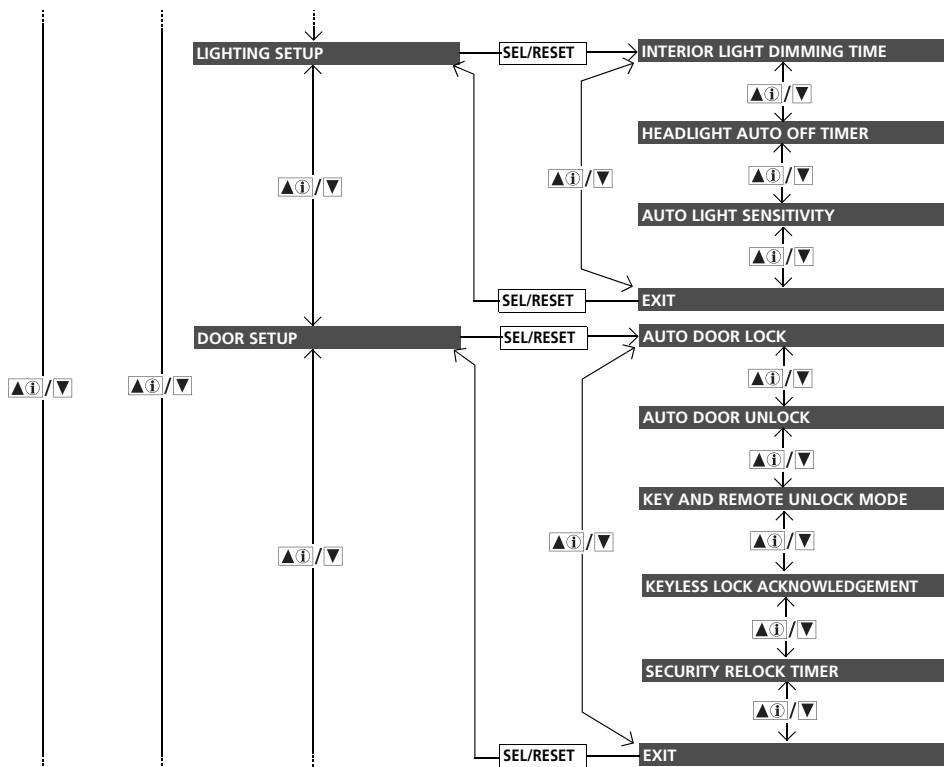 LIGHTING SETUP SEL/RESET INTERIOR LIGHT DIMMING TIME
▲ⓘ/▼
HEADLIGHT AUTO OFF TIMER
▲ⓘ/▼ ▲ⓘ/▼ ▲ⓘ/▼
AUTO LIGHT SENSITIVITY
▲ⓘ/▼
SEL/RESET EXIT
DOOR SETUP SEL/RESET AUTO DOOR LOCK
▲ⓘ/▼ ▲ⓘ/▼ ▲ⓘ/▼
AUTO DOOR UNLOCK
▲ⓘ/▼
KEY AND REMOTE UNLOCK MODE
▲ⓘ/▼ ▲ⓘ/▼ ▲ⓘ/▼
KEYLESS LOCK ACKNOWLEDGEMENT
▲ⓘ/▼
SECURITY RELOCK TIMER
▲ⓘ/▼
SEL/RESET EXIT